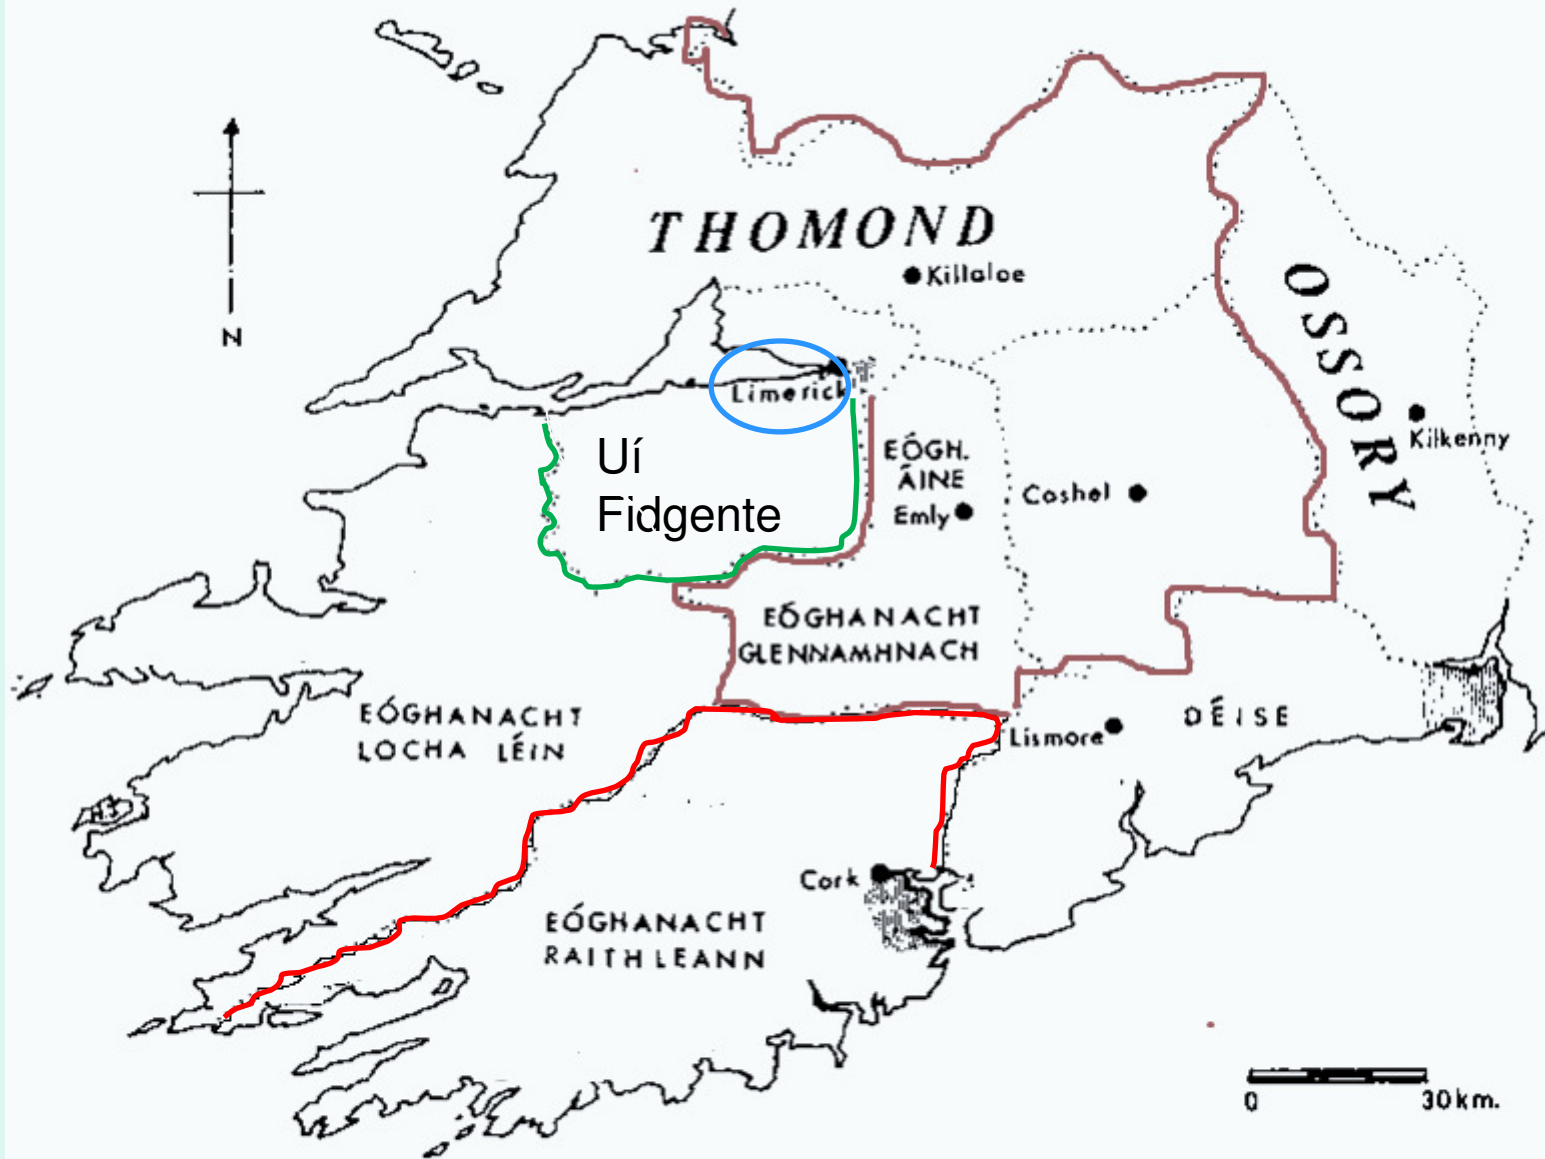 THOMOND
Killaloe
N
OSSORY
Limerick
Kilkenny
Uí
Fidgente
EÓGH.
ÁINE
Emly
Cashel
EÓGHANACHT
GLENNAMHNACH
EÓGHANACHT
LOCHA LÉIN
Lismore
DÉISE
Cork
EÓGHANACHT
RAITHLEANN
0 30km.